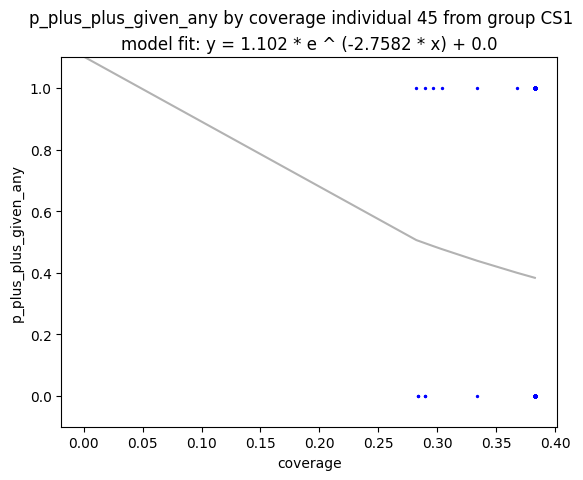 p_plus_plus_given_any by coverage individual 45 from group CS1
model fit: y = 1.102 * e ^ (-2.7582 * x) + 0.0
p_plus_plus_given_any
1.0
0.8
0.6
0.4
0.2
0.0
0.00 0.05 0.10 0.15 0.20 0.25 0.30 0.35 0.40
coverage